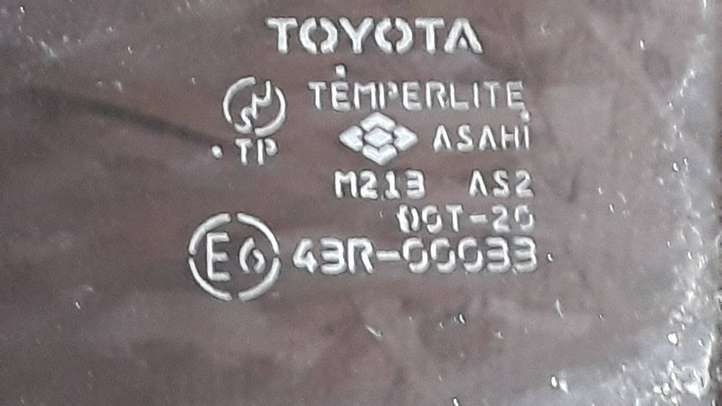 TOYOTA
TEMPERLITE
TP ASAHI
M213 AS2
DOT-20
E6 43R-00033